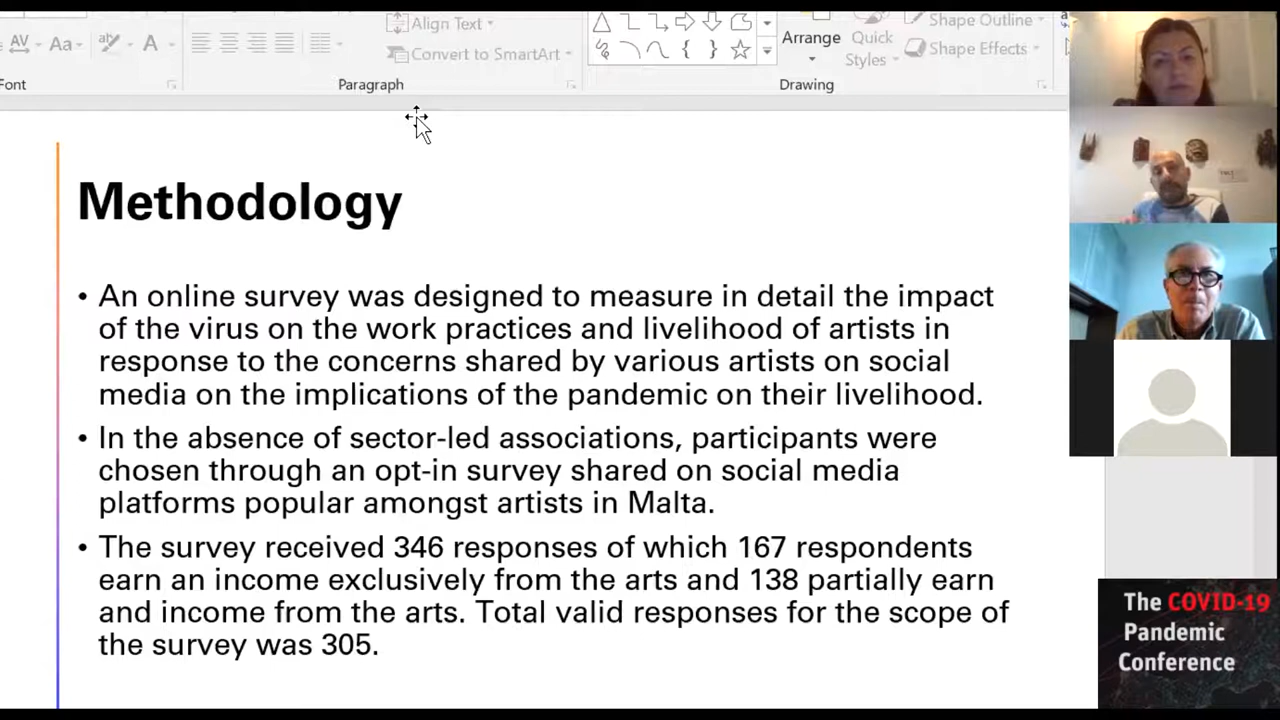 AV
Aa
A
Font
Align Text
Convert to SmartArt
Paragraph
Arrange
Quick
Styles
Shape Outline
Shape Effects
Drawing
Methodology
• An online survey was designed to measure in detail the impact
of the virus on the work practices and livelihood of artists in
response to the concerns shared by various artists on social
media on the implications of the pandemic on their livelihood.
• In the absence of sector-led associations, participants were
chosen through an opt-in survey shared on social media
platforms popular amongst artists in Malta.
• The survey received 346 responses of which 167 respondents
earn an income exclusively from the arts and 138 partially earn
and income from the arts. Total valid responses for the scope of
the survey was 305.
The COVID-19
Pandemic
Conference